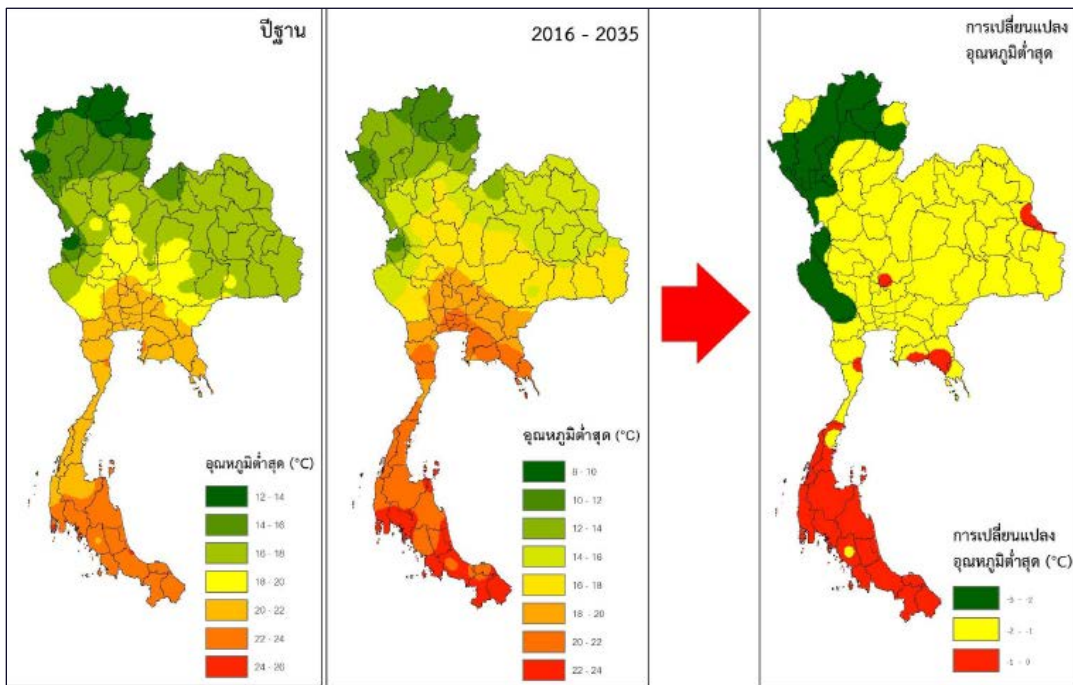 ปีฐาน
อุณหภูมิต่ำสุด (°C)
12 - 14
14 - 16
16 - 18
18 - 20
20 - 22
22 - 24
24 - 26
2016 - 2035
อุณหภูมิต่ำสุด (°C)
8 - 10
10 - 12
12 - 14
14 - 16
16 - 18
18 - 20
20 - 22
22 - 24
การเปลี่ยนแปลง
อุณหภูมิต่ำสุด
การเปลี่ยนแปลง
อุณหภูมิต่ำสุด (°C)
-3 - -2
-2 - -1
-1 - 0